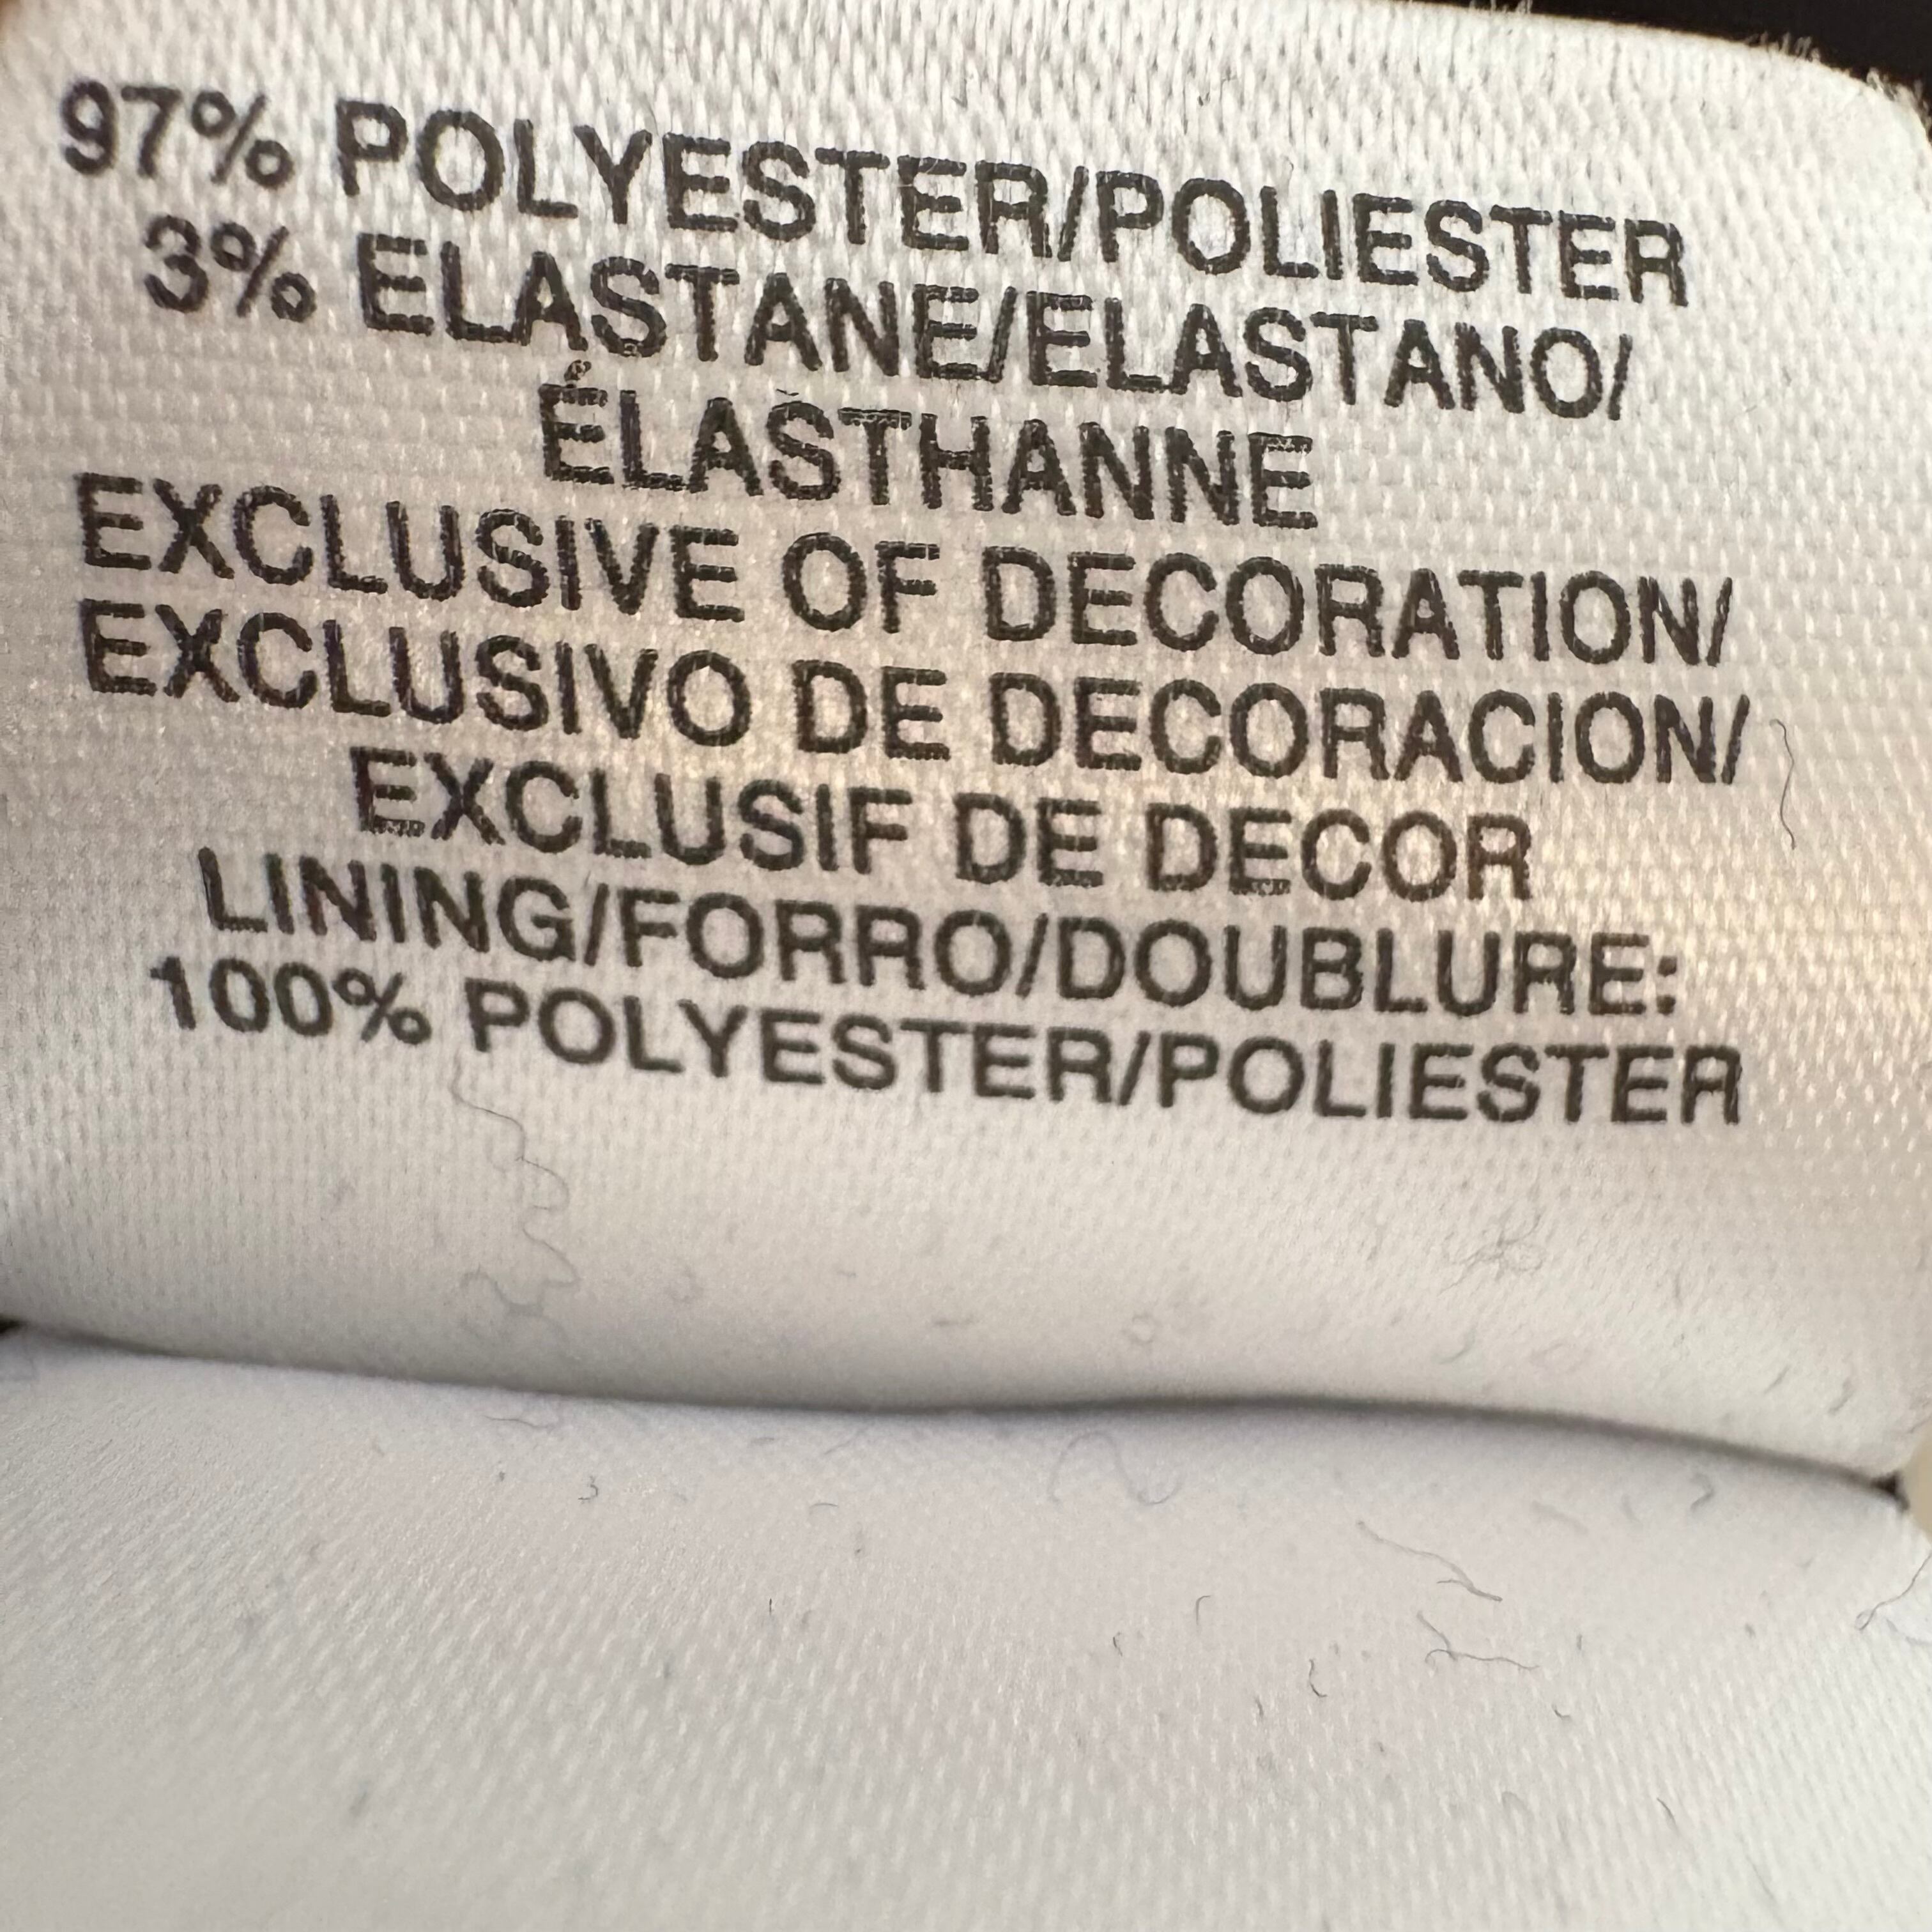 97% POLYESTER/POLIESTER
3% ELASTANE/ELASTANO/
ÉLASTHANNE
EXCLUSIVE OF DECORATION/
EXCLUSIVO DE DECORACION/
EXCLUSIF DE DECOR
LINING/FORRO/DOUBLURE:
100% POLYESTER/POLIESTER